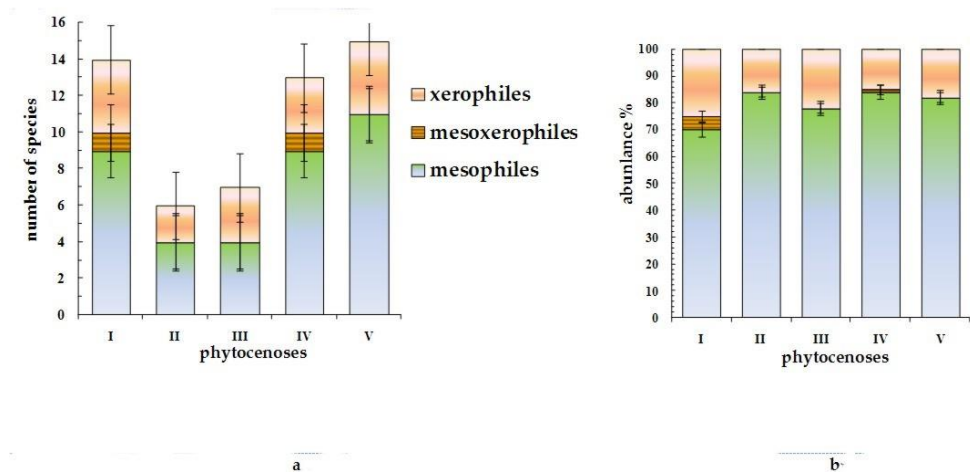 16
14
12
10
8
6
4
2
0
number of species
I II III IV V
phytocenoses
xerophiles
mesoxerophiles
mesophiles
100
90
80
70
60
50
40
30
20
10
0
abunlance %
I II III IV V
phytocenoses
a
b